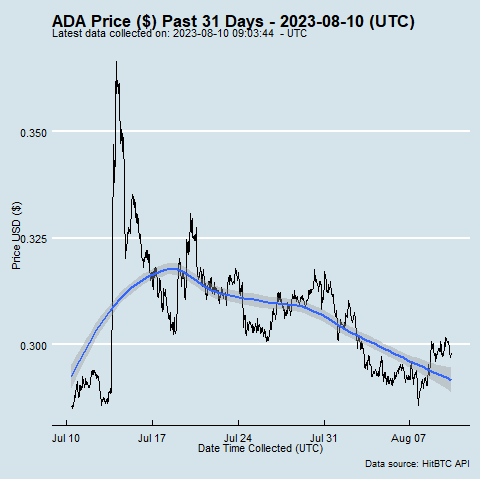 ADA Price ($) Past 31 Days - 2023-08-10 (UTC)
Latest data collected on: 2023-08-10 09:03:44 - UTC
Price USD ($)
0.350
0.325
0.300
Jul 10 Jul 17 Jul 24 Jul 31 Aug 07
Date Time Collected (UTC)
Data source: HitBTC API